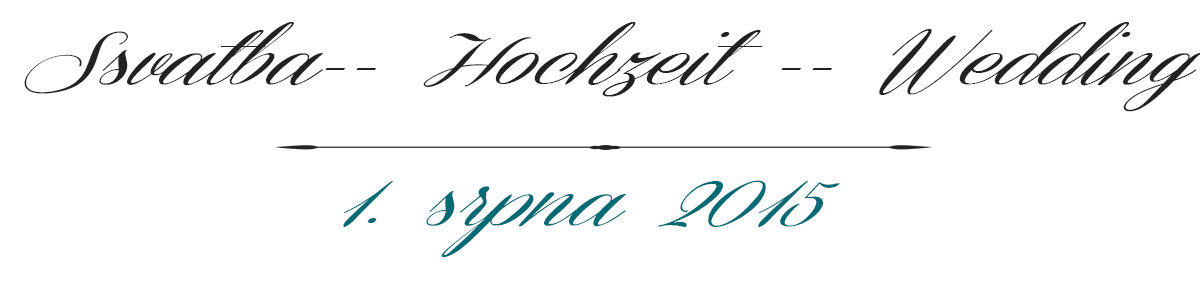 Ssvatba-- Hochzeit -- Wedding
1. srpna 2015